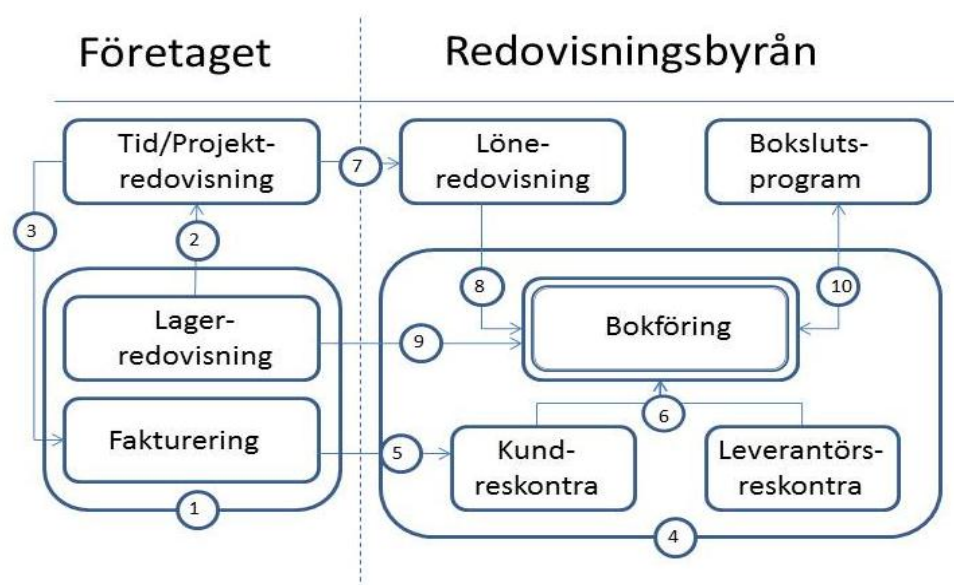 Företaget
Redovisningsbyrån
Tid/Projekt-
redovisning
7
Löne-
redovisning
Boksluts-
program
3
2
8
10
Lager-
redovisning
9
Bokföring
Fakturering
5
6
Kund-
reskontra
Leverantörs-
reskontra
1
4